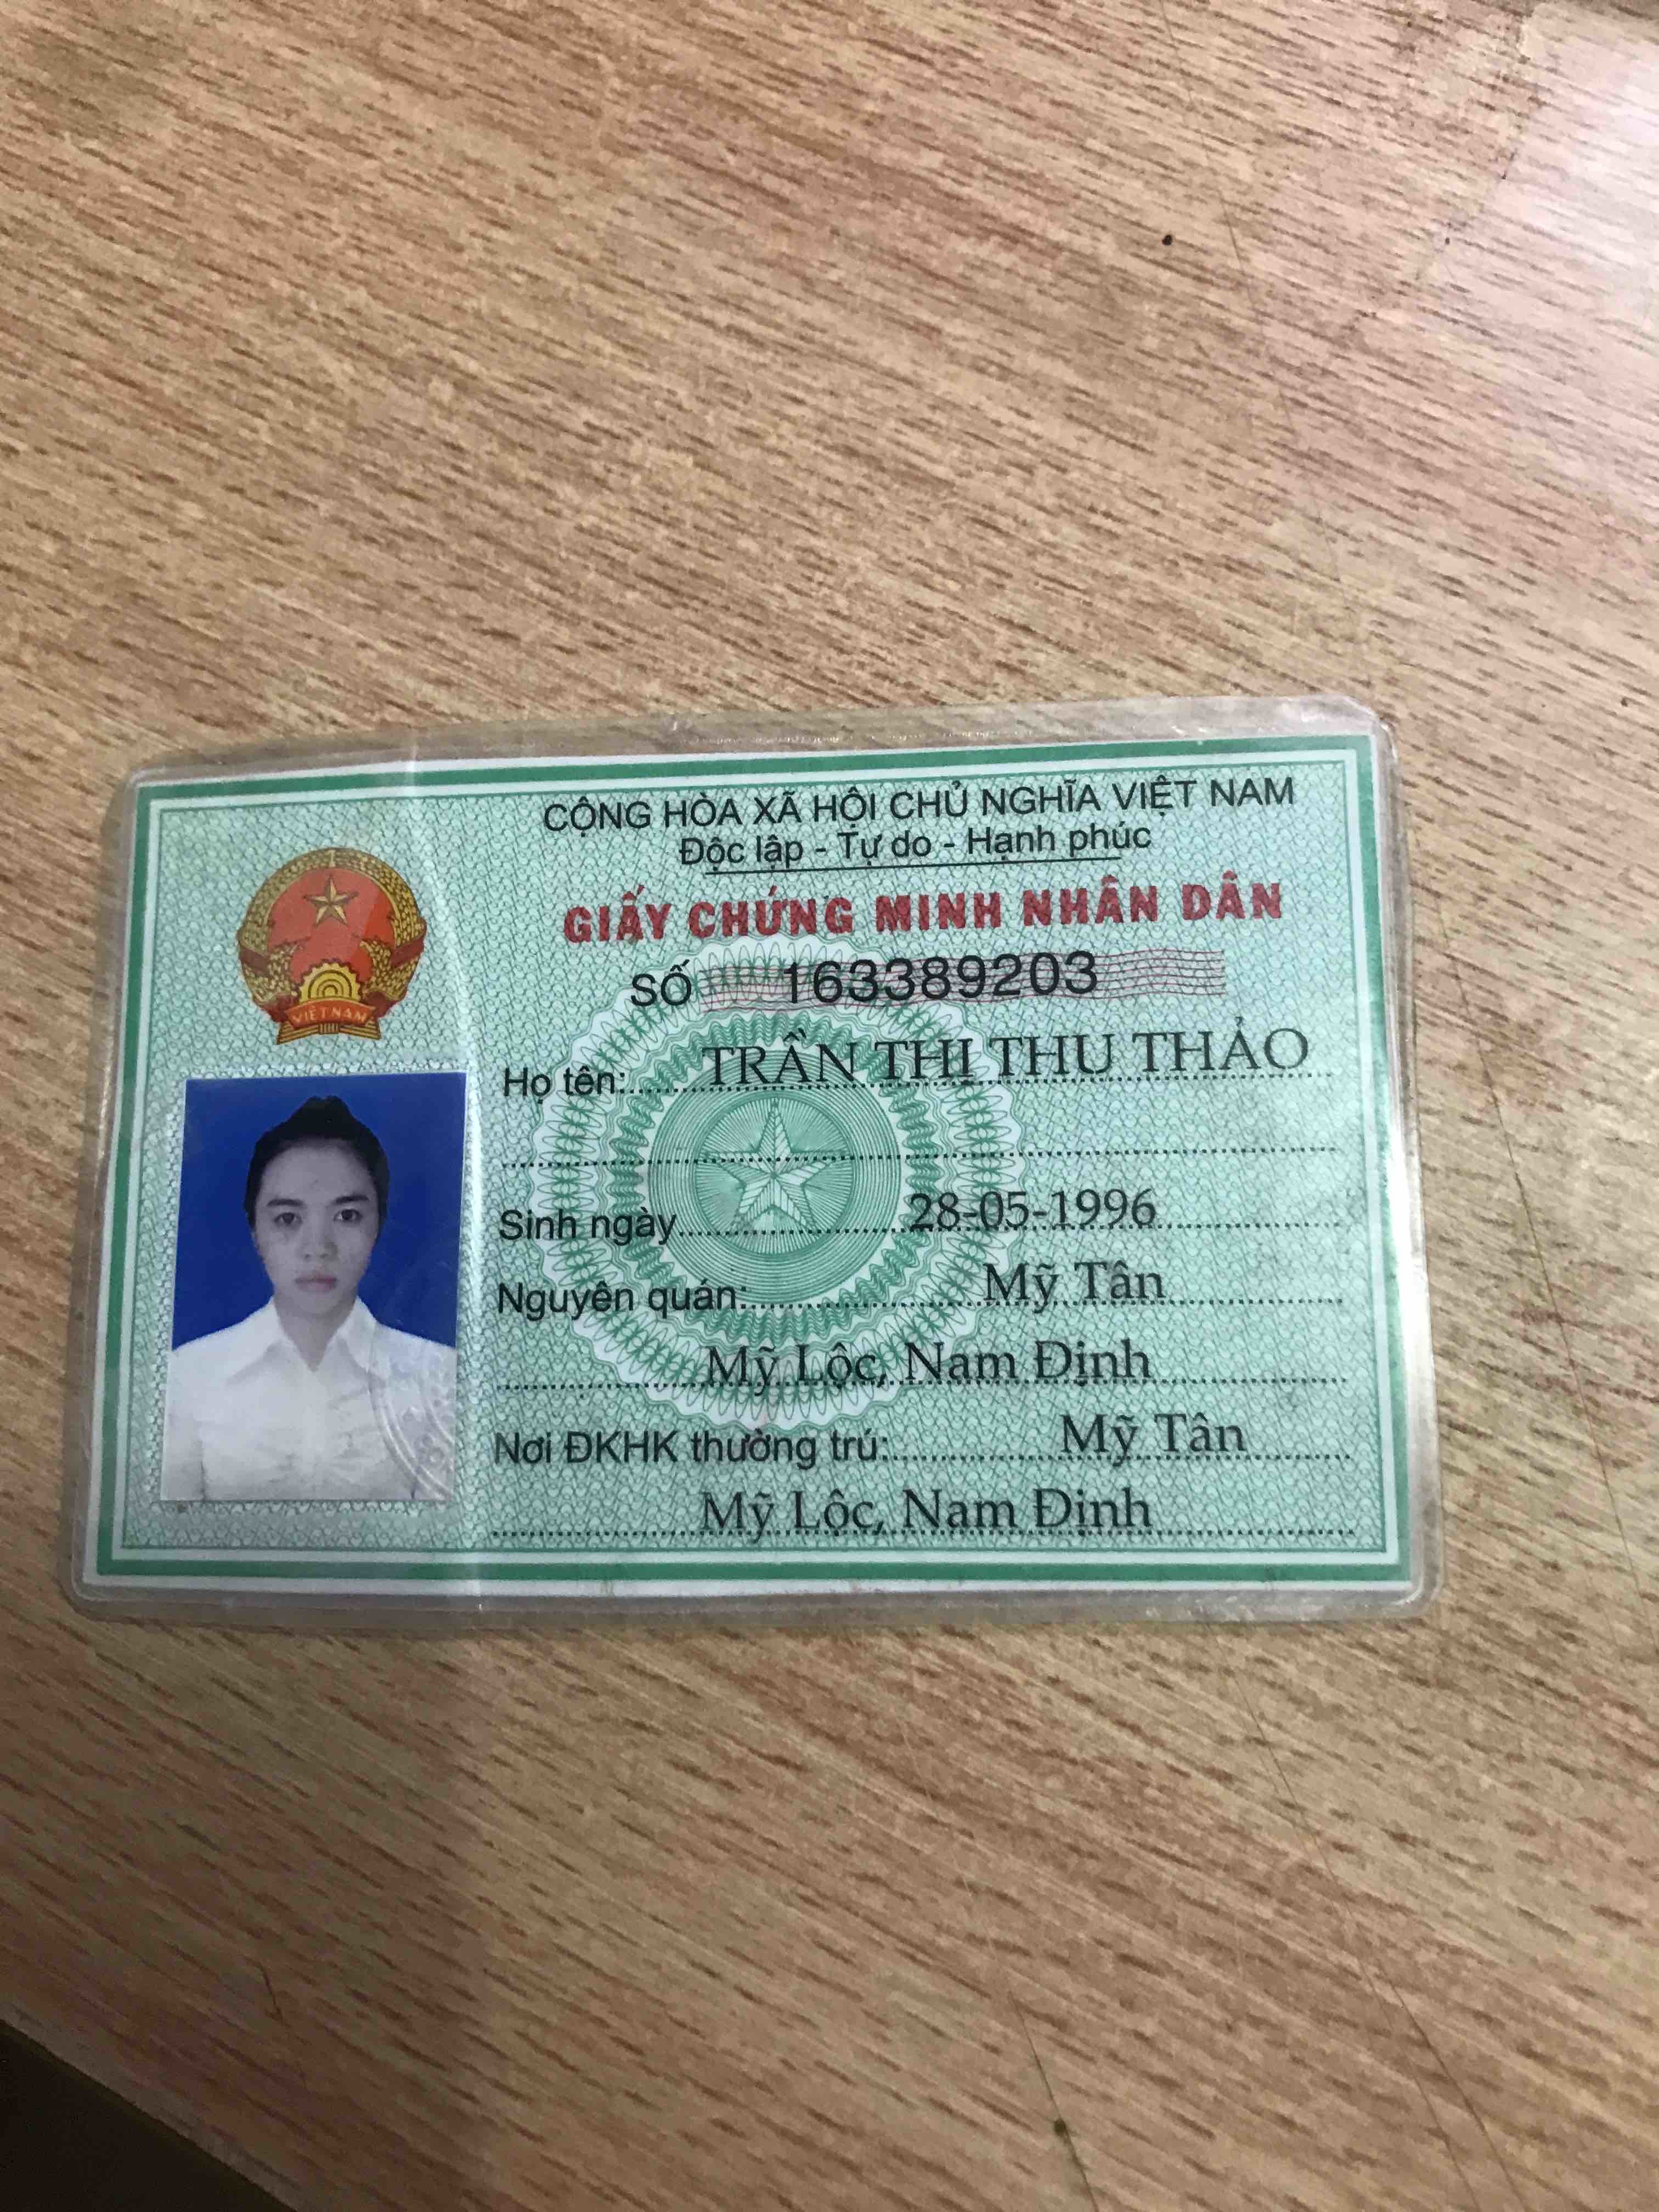 CỘNG HÒA XÃ HỘI CHỦ NGHĨA VIỆT NAM
Độc lập - Tự do - Hạnh phúc
GIẤY CHỨNG MINH NHÂN DÂN
SỐ 163389203
VIỆT NAM
Họ tên: TRẦN THỊ THU THẢO
Sinh ngày 28-05-1996
Nguyên quán: Mỹ Tân
Mỹ Lộc, Nam Định
Nơi ĐKHK thường trú: Mỹ Tân
Mỹ Lộc, Nam Định